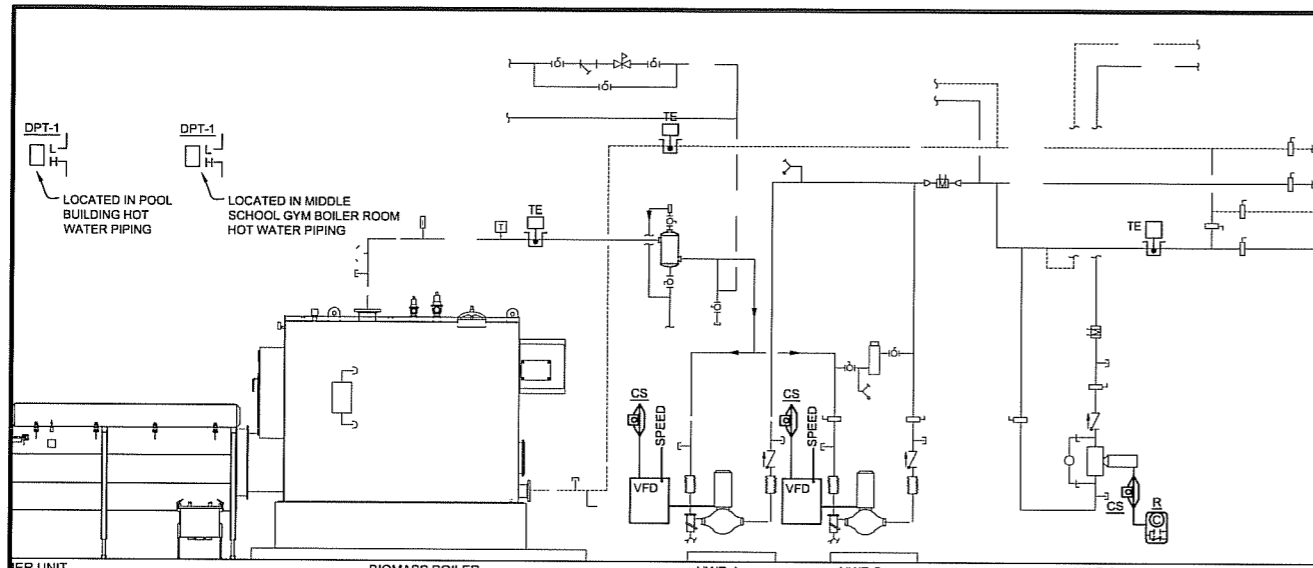 DPT-1
LOCATED IN POOL
BUILDING HOT
WATER PIPING
DPT-1
LOCATED IN MIDDLE
SCHOOL GYM BOILER ROOM
HOT WATER PIPING
TE
TE
T
TE
CS
SPEED
VFD
CS
SPEED
VFD
CS
R
C
BIOMASS BOILER